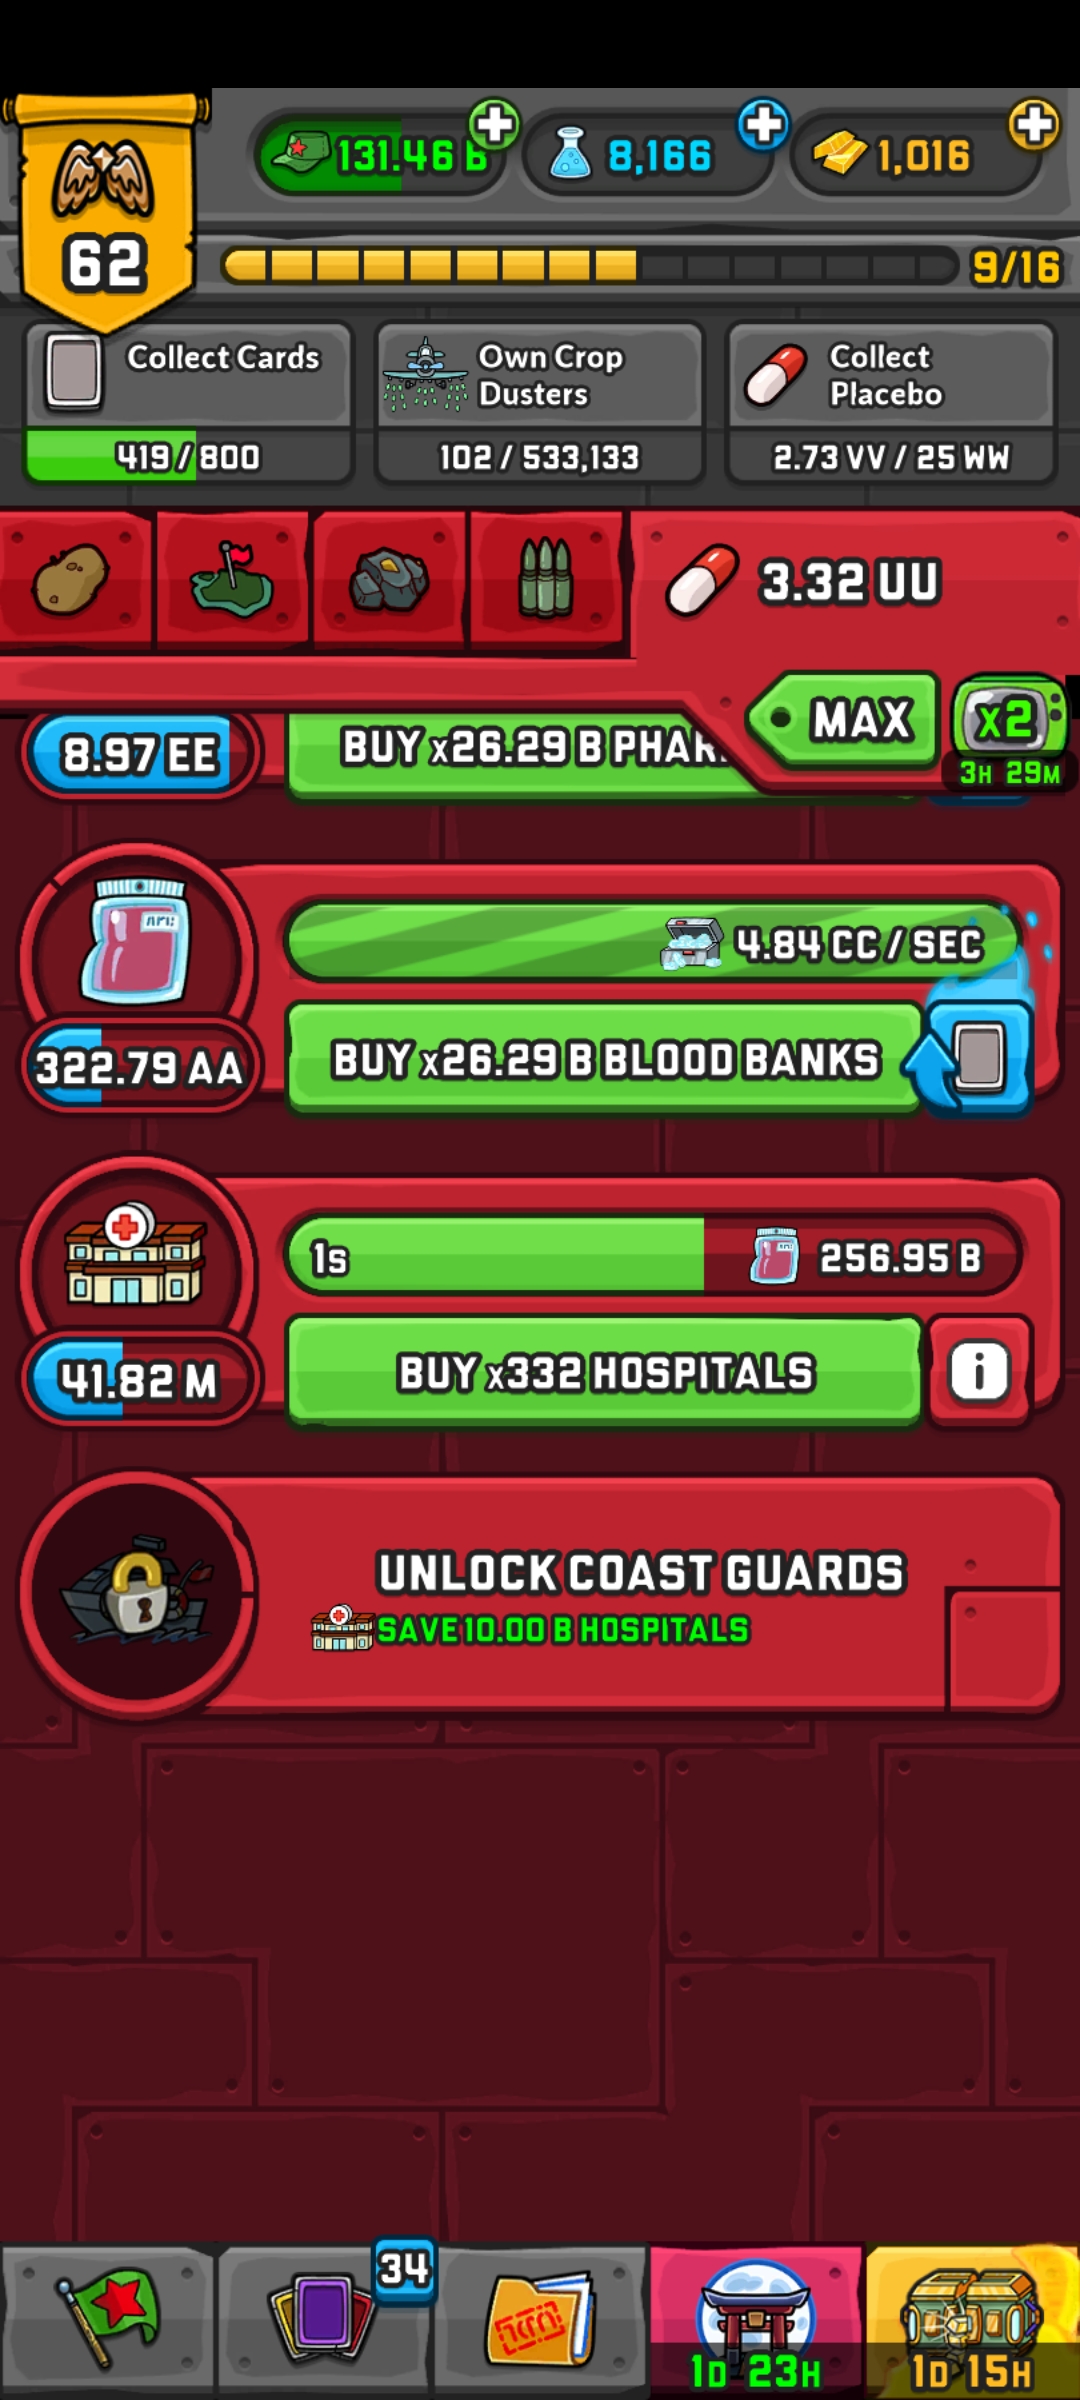 131.46 B
8,166
1,016
62
9/16
Collect Cards
419 / 800
Own Crop
Dusters
102 / 533,133
Collect
Placebo
2.73 VV / 25 WW
3.32 UU
MAX
x2
3H 29M
8.97 EE
BUY x26.29 B
4.84 CC / SEC
322.79 AA
BUY x26.29 B BLOOD BANKS
1s
256.95 B
41.82 M
BUY x332 HOSPITALS
i
UNLOCK COAST GUARDS
SAVE 10.00 B HOSPITALS
34
1D 23H
1D 15H